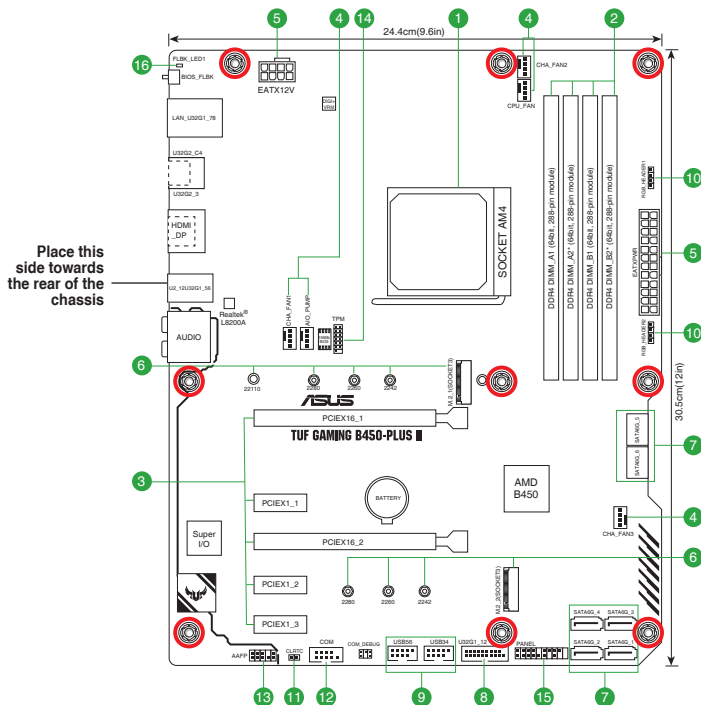 5
4
14
1
4
2
24.4cm(9.6in)
16
FLBK_LED1
BIOS_FLBK
EATX12V
CHA_FAN2
CPU_FAN
DIGI+
VRM
LAN_U32G1_78
U32G2_C4
U32G2_3
HDMI
_DP
U2_12U32G1_56
AUDIO
Realtek®
L8200A
Place this
side towards
the rear of the
chassis
SOCKET AM4
DDR4 DIMM_A1 (64bit, 288-pin module)
DDR4 DIMM_A2* (64bit, 288-pin module)
DDR4 DIMM_B1 (64bit, 288-pin module)
DDR4 DIMM_B2* (64bit, 288-pin module)
RGB_HEADER1
10
EATXPWR
5
RGB_HEADER2
10
30.5cm(12in)
CHA_FAN1
AIO_PUMP
TPM
6
22110
2280
2260
2242
M.2_1(SOCKET3)
ASUS
PCIEX16_1
TUF GAMING B450-PLUS II
SATA6G_5
SATA6G_6
7
3
PCIEX1_1
BATTERY
AMD
B450
4
CHA_FAN3
Super
I/O
PCIEX16_2
6
PCIEX1_2
2280
2260
2242
M.2_2(SOCKET3)
PCIEX1_3
SATA6G_4
SATA6G_3
SATA6G_2
SATA6G_1
AAFP
CLRTC
COM
COM_DEBUG
USB56
USB34
U32G1_12
PANEL
13
11
12
9
8
15
7